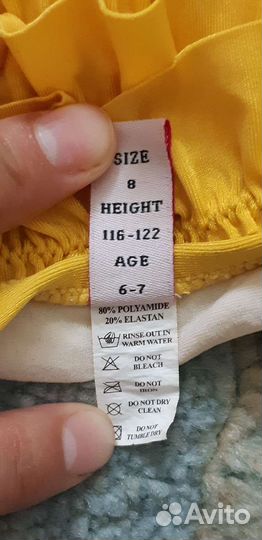 SIZE
8
HEIGHT
116-122
AGE
6-7
80% POLYAMIDE
20% ELASTAN
RINSE OUT IN
WARM WATER
DO NOT
BLEACH
DO NOT
IRON
DO NOT DRY
CLEAN
DO NOT
TUMBLE DRY
Avito